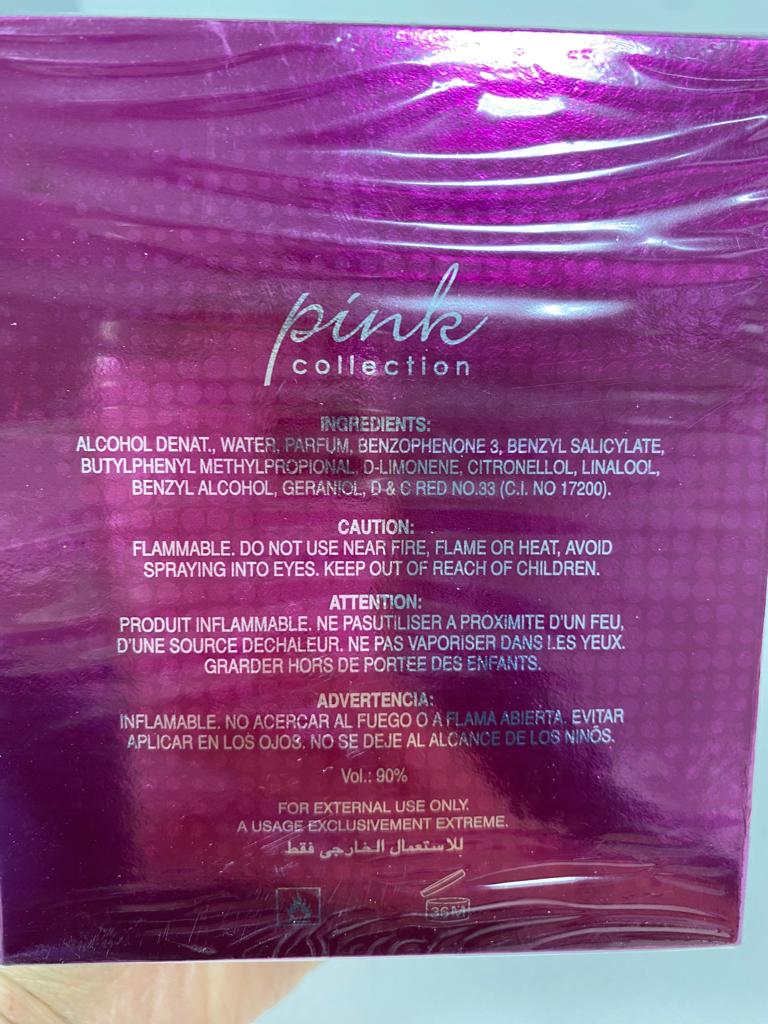 pink
collection
INGREDIENTS:
ALCOHOL DENAT., WATER, PARFUM, BENZOPHENONE 3, BENZYL SALICYLATE,
BUTYLPHENYL METHYLPROPIONAL, D-LIMONENE, CITRONELLOL, LINALOOL,
BENZYL ALCOHOL, GERANIOL, D & C RED NO.33 (C.I. NO 17200).
CAUTION:
FLAMMABLE. DO NOT USE NEAR FIRE, FLAME OR HEAT, AVOID
SPRAYING INTO EYES. KEEP OUT OF REACH OF CHILDREN.
ATTENTION:
PRODUIT INFLAMMABLE. NE PASUTILISER A PROXIMITE D'UN FEU,
D'UNE SOURCE DECHALEUR. NE PAS VAPORISER DANS LES YEUX.
GRARDER HORS DE PORTEE DES ENFANTS.
ADVERTENCIA:
INFLAMABLE. NO ACERCAR AL FUEGO O A FLAMA ABIERTA. EVITAR
APLICAR EN LOS OJOS. NO SE DEJE AL ALCANCE DE LOS NINOS.
Vol.: 90%
FOR EXTERNAL USE ONLY.
A USAGE EXCLUSIVEMENT EXTREME.
للاستعمال الخارجي فقط
36M